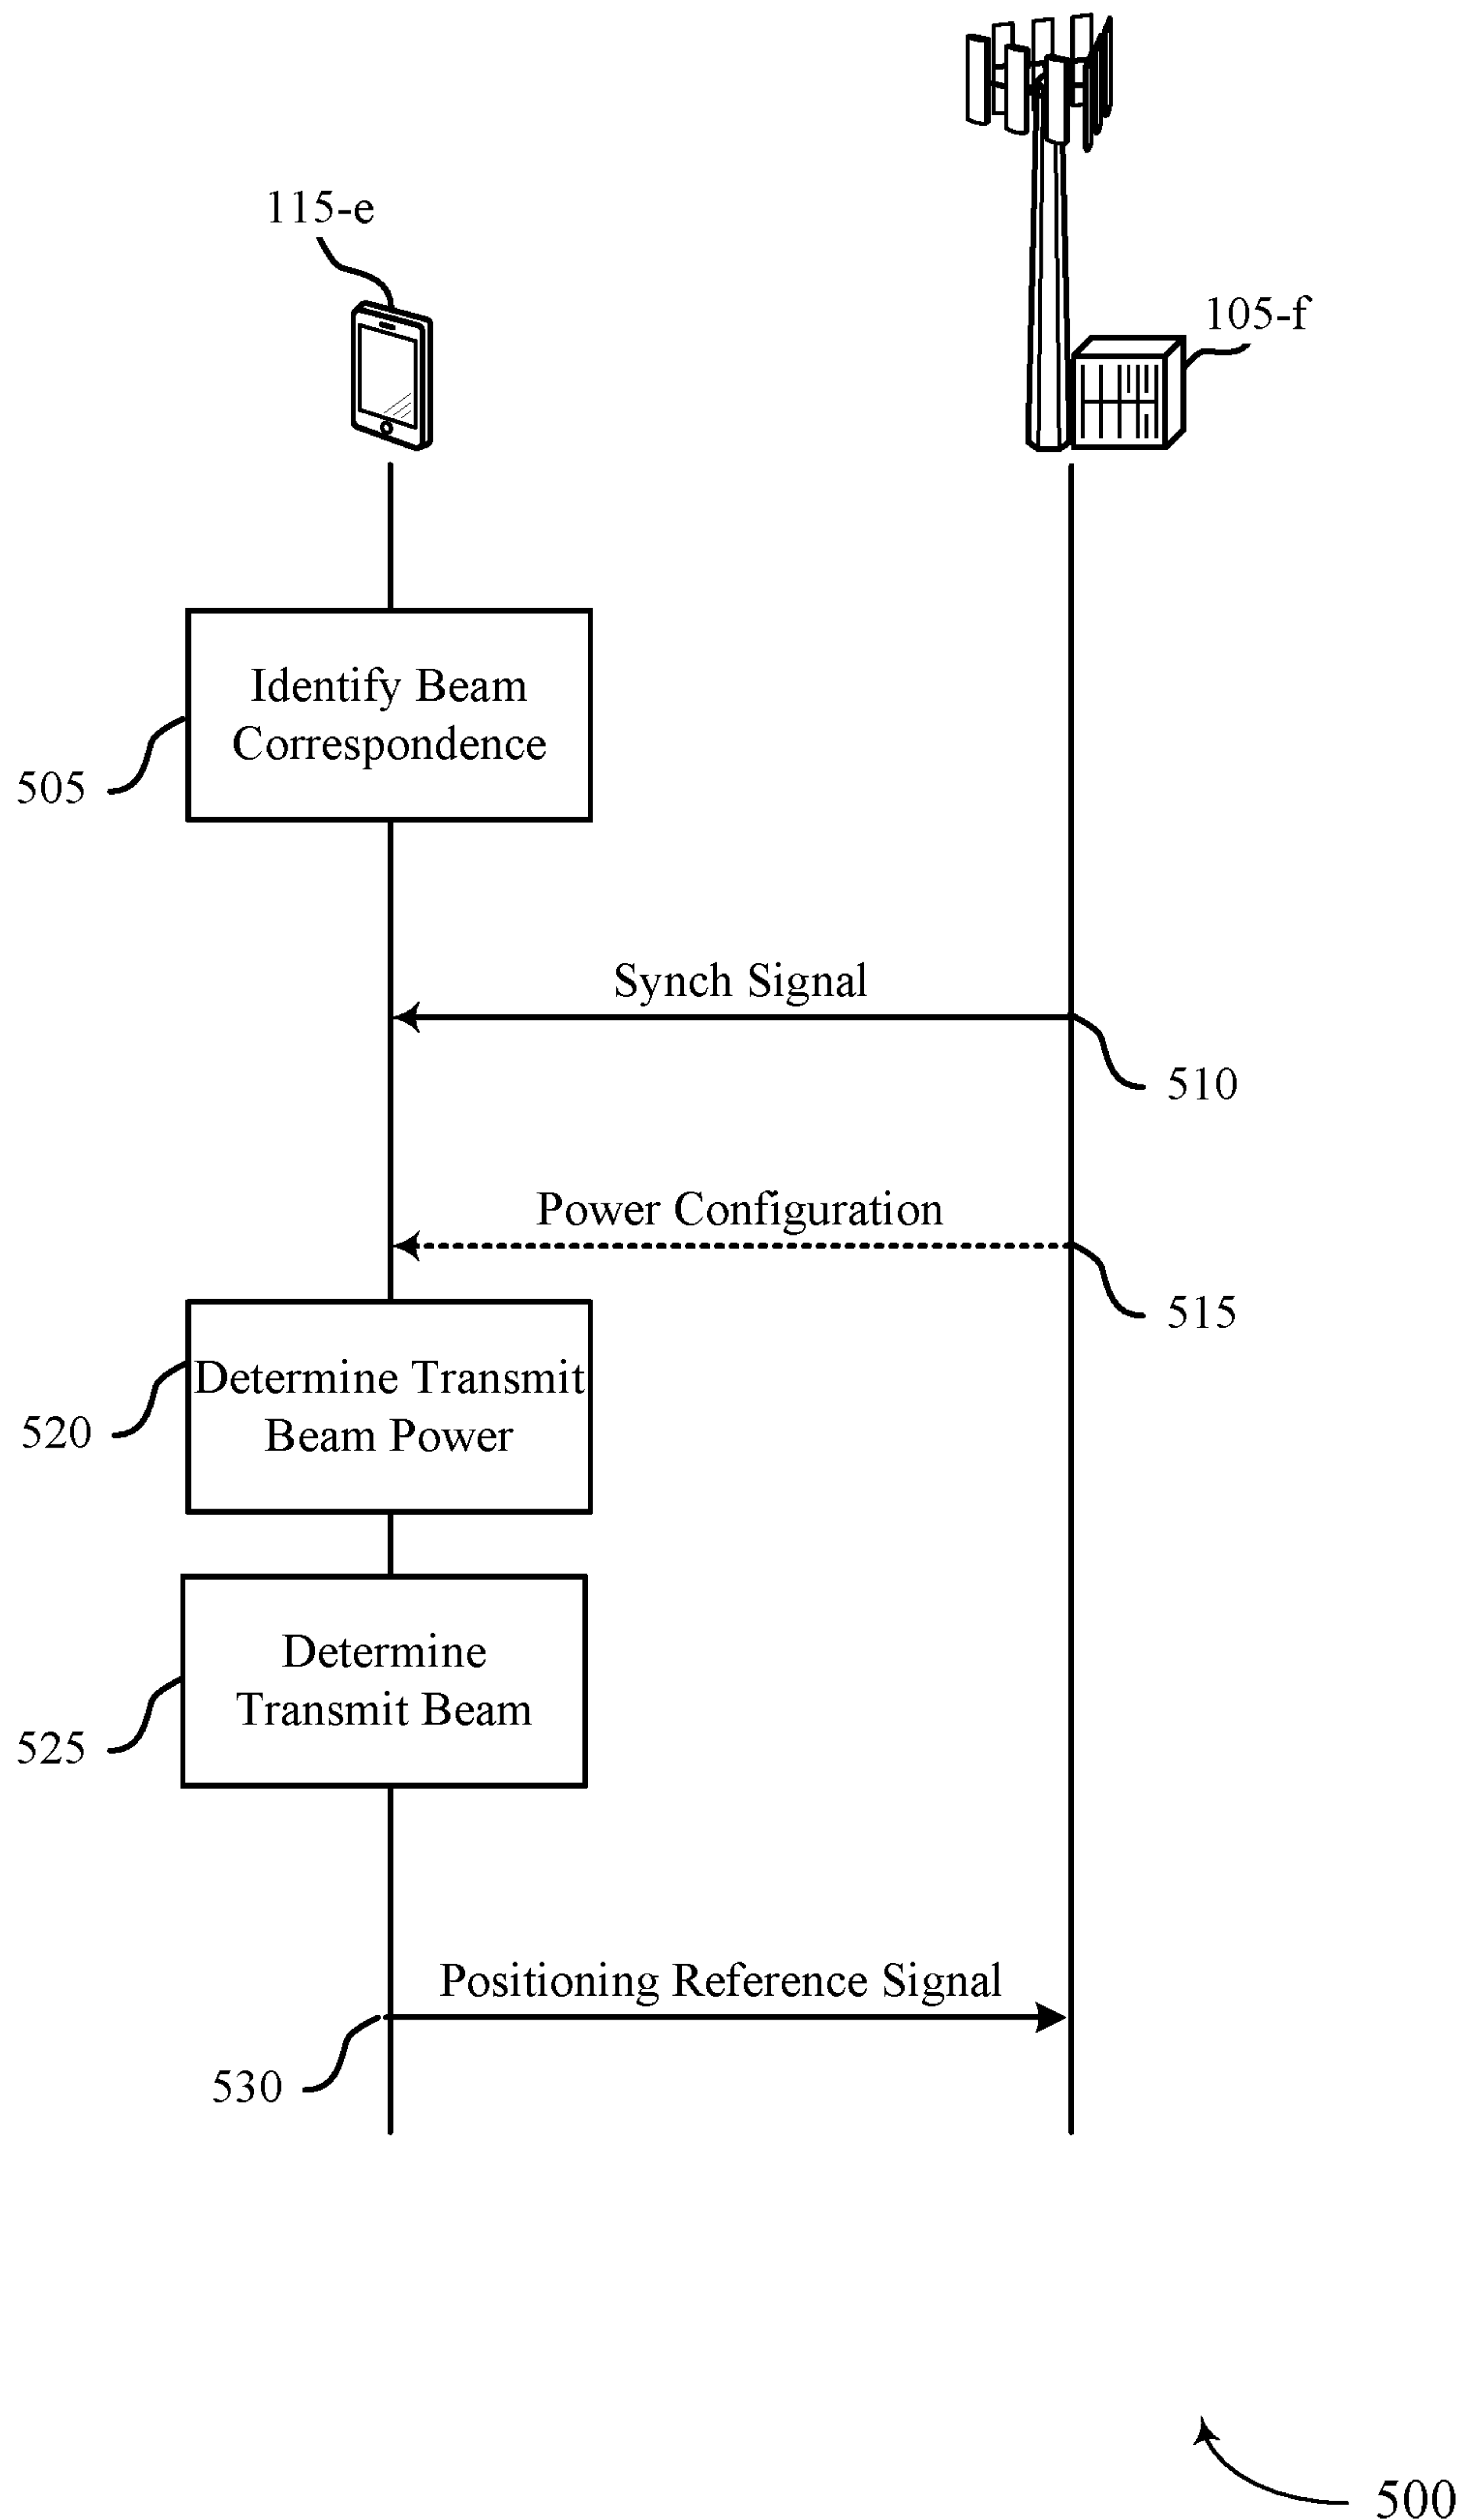 115-e
105-f
Identify Beam
Correspondence
505
Synch Signal
510
Power Configuration
515
Determine Transmit
Beam Power
520
Determine
Transmit Beam
525
Positioning Reference Signal
530
500